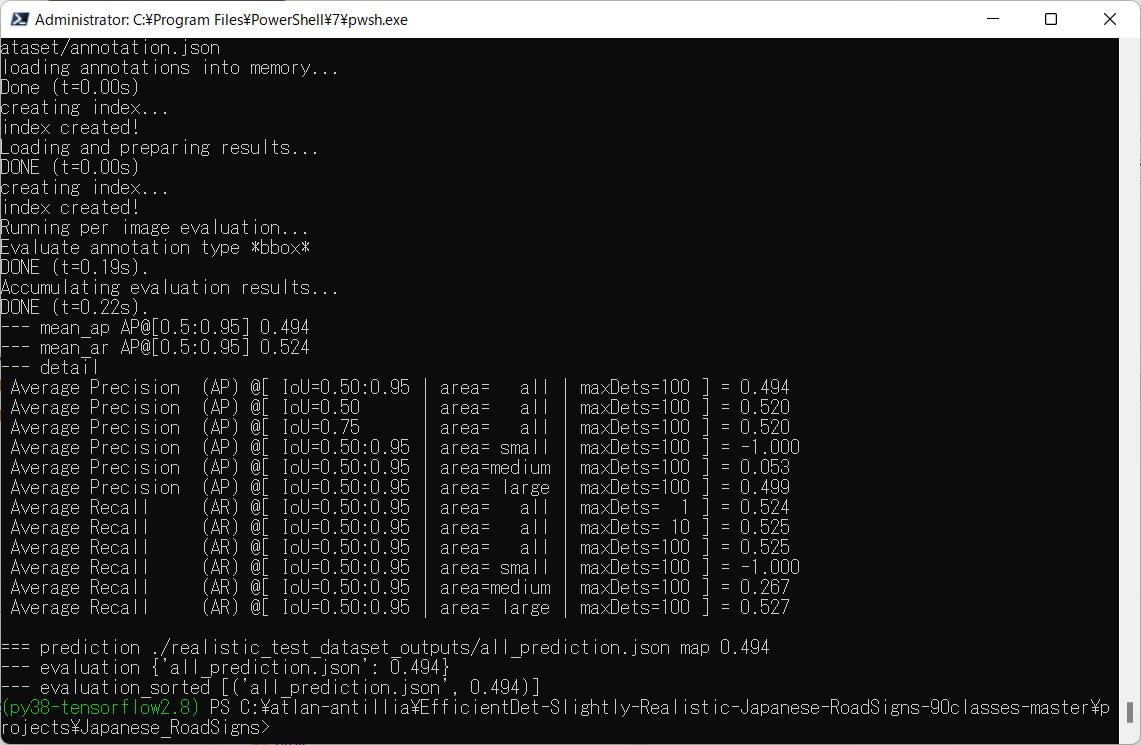 Administrator: C:¥Program Files¥PowerShell¥7¥pwsh.exe
ataset/annotation.json
loading annotations into memory...
Done (t=0.00s)
creating index...
index created!
Loading and preparing results...
DONE (t=0.00s)
creating index...
index created!
Running per image evaluation...
Evaluate annotation type *bbox*
DONE (t=0.19s).
Accumulating evaluation results...
DONE (t=0.22s).
--- mean_ap AP@[0.5:0.95] 0.494
--- mean_ar AP@[0.5:0.95] 0.524
--- detail
 Average Precision  (AP) @[ IoU=0.50:0.95 | area=   all | maxDets=100 ] = 0.494
 Average Precision  (AP) @[ IoU=0.50      | area=   all | maxDets=100 ] = 0.520
 Average Precision  (AP) @[ IoU=0.75      | area=   all | maxDets=100 ] = 0.520
 Average Precision  (AP) @[ IoU=0.50:0.95 | area= small | maxDets=100 ] = -1.000
 Average Precision  (AP) @[ IoU=0.50:0.95 | area=medium | maxDets=100 ] = 0.053
 Average Precision  (AP) @[ IoU=0.50:0.95 | area= large | maxDets=100 ] = 0.499
 Average Recall     (AR) @[ IoU=0.50:0.95 | area=   all | maxDets=  1 ] = 0.524
 Average Recall     (AR) @[ IoU=0.50:0.95 | area=   all | maxDets= 10 ] = 0.525
 Average Recall     (AR) @[ IoU=0.50:0.95 | area=   all | maxDets=100 ] = 0.525
 Average Recall     (AR) @[ IoU=0.50:0.95 | area= small | maxDets=100 ] = -1.000
 Average Recall     (AR) @[ IoU=0.50:0.95 | area=medium | maxDets=100 ] = 0.267
 Average Recall     (AR) @[ IoU=0.50:0.95 | area= large | maxDets=100 ] = 0.527
=== prediction ./realistic_test_dataset_outputs/all_prediction.json map 0.494
--- evaluation {'all_prediction.json': 0.494}
--- evaluation_sorted [('all_prediction.json', 0.494)]
(py38-tensorflow2.8) PS C:¥atlan-antillia¥EfficientDet-Slightly-Realistic-Japanese-RoadSigns-90classes-master¥p
rojects¥Japanese_RoadSigns>